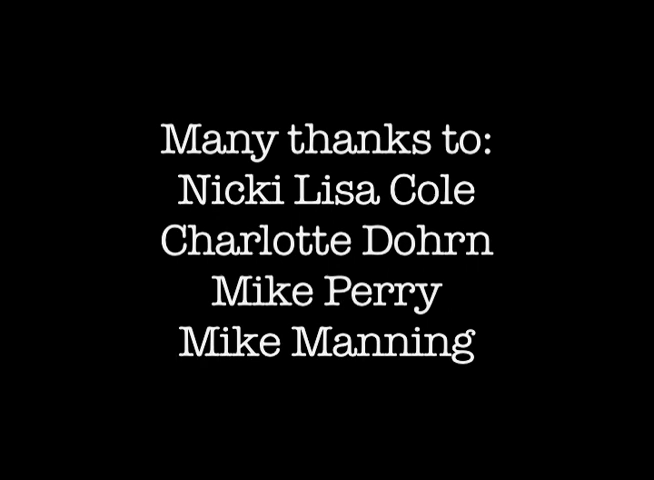 Many thanks to:
Nicki Lisa Cole
Charlotte Dohrn
Mike Perry
Mike Manning